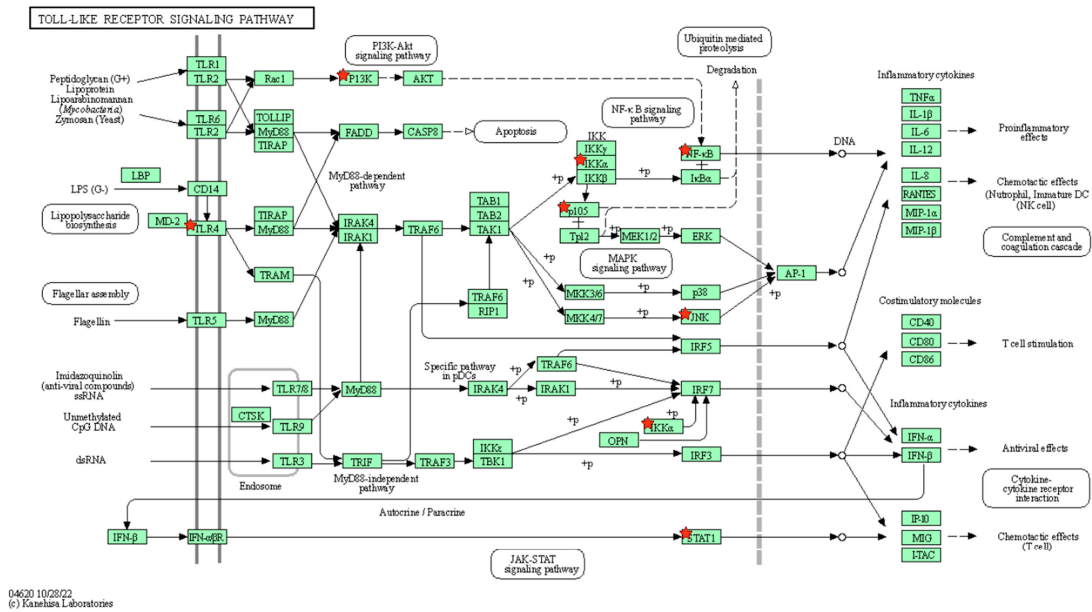 TOLL-LIKE RECEPTOR SIGNALING PATHWAY
PI3K-Akt
signaling pathway
Ubiquitin mediated
proteolysis
Degradation
Peptidoglycan (G+)
Lipoprotein
Lipoarabinomannan
(Mycobacteria)
Zymosan (Yeast)
TLR1
TLR2
Rac1
PI3K
AKT
TLR6
TLR2
TOLLIP
MyD88
TIRAP
FADD
CASP8
Apoptosis
NF-κB signaling
pathway
IKK
IKKγ
IKKα
IKKβ
NF-κB
IκBα
+p
+p
DNA
Inflammatory cytokines
TNFα
IL-1β
IL-6
IL-12
Proinflammatory
effects
IL-8
RANTES
MIP-1α
MIP-1β
Chemotactic effects
(Nutrophil, Immature DC)
(NK cell)
Complement and
coagulation cascade
LBP
LPS (G-)
CD14
MyD88-dependent
pathway
Lipopolysaccharide
biosynthesis
MD-2
TLR4
TIRAP
MyD88
IRAK4
IRAK1
TRAF6
TAB1
TAB2
TAK1
p105
Tpl2
+p
MEK1/2
+p
ERK
MAPK
signaling pathway
+p
TRAM
+p
MKK3/6
+p
p38
AP-1
+p
Flagellar assembly
TRAF6
RIP1
Flagellin
TLR5
MyD88
+p
MKK4/7
+p
JNK
IRF5
Costimulatory molecules
CD40
CD80
CD86
T cell stimulation
Imidazoquinolin
(anti-viral compounds)
ssRNA
TLR7/8
MyD88
Specific pathway
in pDCs
IRAK4
+p
+p
TRAF6
IRAK1
+p
IRF7
Unmethylated
CpG DNA
CTSK
TLR9
+p
IKKα
+p
OPN
Inflammatory cytokines
IFN-α
IFN-β
Antiviral effects
dsRNA
TLR3
Endosome
TRIF
TRAF3
IKKε
TBK1
+p
IRF3
MyD88-independent
pathway
Cytokine-
cytokine receptor
interaction
Autocrine / Paracrine
IFN-β
IFN-αβR
STAT1
JAK-STAT
signaling pathway
IP-10
MIG
I-TAC
Chemotactic effects
(T cell)
04620 10/28/22
(c) Kanehisa Laboratories